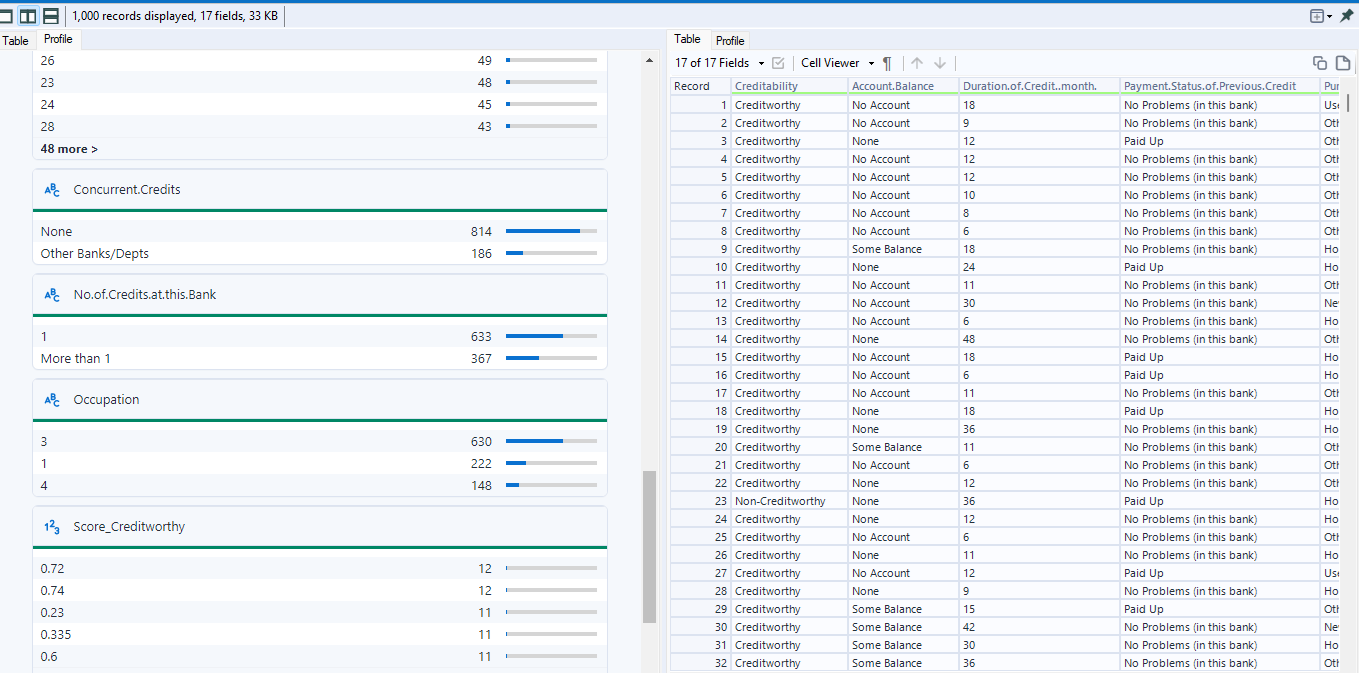 1,000 records displayed, 17 fields, 33 KB
Table Profile
26 49
23 48
24 45
28 43
48 more >
Concurrent.Credits
None 814
Other Banks/Depts 186
No.of.Credits.at.this.Bank
1 633
More than 1 367
Occupation
3 630
1 222
4 148
Score_Creditworthy
0.72 12
0.74 12
0.23 11
0.335 11
0.6 11
Table Profile
17 of 17 Fields Cell Viewer
Record Creditability Account.Balance Duration.of.Credit..month. Payment.Status.of.Previous.Credit Pur
1 Creditworthy No Account 18 No Problems (in this bank) Use
2 Creditworthy No Account 9 No Problems (in this bank) Oth
3 Creditworthy None 12 Paid Up Oth
4 Creditworthy No Account 12 No Problems (in this bank) Oth
5 Creditworthy No Account 12 No Problems (in this bank) Oth
6 Creditworthy No Account 10 No Problems (in this bank) Oth
7 Creditworthy No Account 8 No Problems (in this bank) Oth
8 Creditworthy No Account 6 No Problems (in this bank) Oth
9 Creditworthy Some Balance 18 No Problems (in this bank) Ho
10 Creditworthy None 24 Paid Up Ho
11 Creditworthy No Account 11 No Problems (in this bank) Oth
12 Creditworthy No Account 30 No Problems (in this bank) Nev
13 Creditworthy No Account 6 No Problems (in this bank) Ho
14 Creditworthy None 48 No Problems (in this bank) Oth
15 Creditworthy No Account 18 Paid Up Ho
16 Creditworthy No Account 6 Paid Up Ho
17 Creditworthy No Account 11 No Problems (in this bank) Oth
18 Creditworthy None 18 Paid Up Ho
19 Creditworthy None 36 No Problems (in this bank) Ho
20 Creditworthy Some Balance 11 No Problems (in this bank) Oth
21 Creditworthy No Account 6 No Problems (in this bank) Oth
22 Creditworthy None 12 No Problems (in this bank) Oth
23 Non-Creditworthy None 36 Paid Up Ho
24 Creditworthy None 12 No Problems (in this bank) Ho
25 Creditworthy No Account 6 No Problems (in this bank) Oth
26 Creditworthy None 11 No Problems (in this bank) Ho
27 Creditworthy No Account 12 Paid Up Use
28 Creditworthy None 9 No Problems (in this bank) Ho
29 Creditworthy Some Balance 15 Paid Up Oth
30 Creditworthy Some Balance 42 No Problems (in this bank) Nev
31 Creditworthy Some Balance 30 No Problems (in this bank) Ho
32 Creditworthy Some Balance 36 No Problems (in this bank) Oth